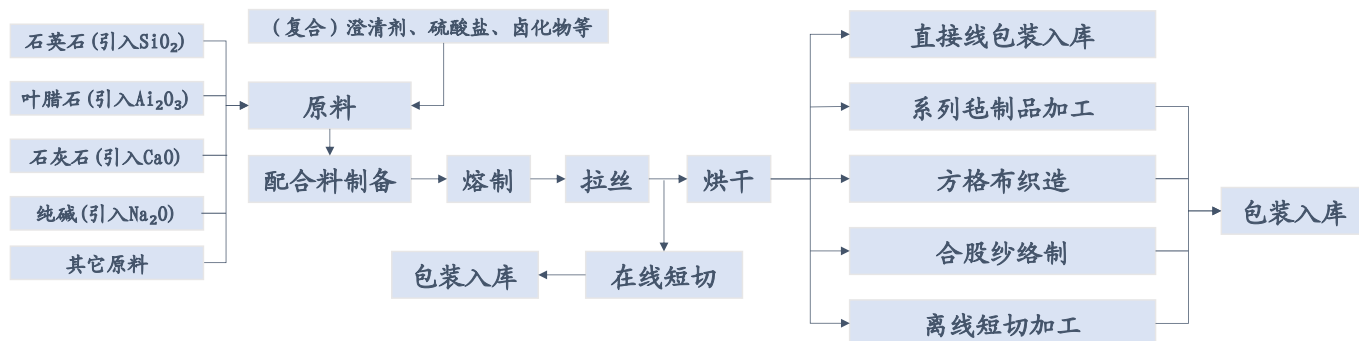 石英石(引入SiO₂)
叶腊石(引入Ai₂O₃)
石灰石(引入CaO)
纯碱(引入Na₂O)
其它原料
（复合）澄清剂、硫酸盐、卤化物等
原料
配合料制备
熔制
拉丝
烘干
包装入库
在线短切
直接线包装入库
系列毡制品加工
方格布织造
合股纱络制
离线短切加工
包装入库